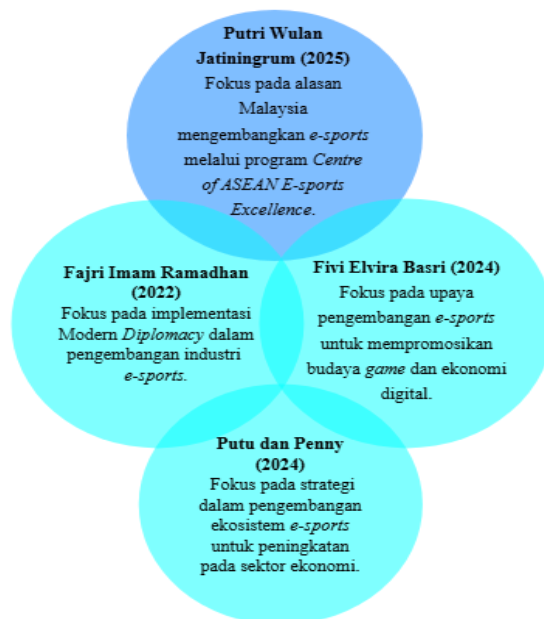 Putri Wulan
Jatiningrum (2025)
Fokus pada alasan
Malaysia
mengembangkan e-sports
melalui program Centre
of ASEAN E-sports
Excellence.
Fajri Imam Ramadhan
(2022)
Fokus pada implementasi
Modern Diplomacy dalam
pengembangan industri
e-sports.
Fivi Elvira Basri (2024)
Fokus pada upaya
pengembangan e-sports
untuk mempromosikan
budaya game dan ekonomi
digital.
Putu dan Penny
(2024)
Fokus pada strategi
dalam pengembangan
ekosistem e-sports
untuk peningkatan
pada sektor ekonomi.